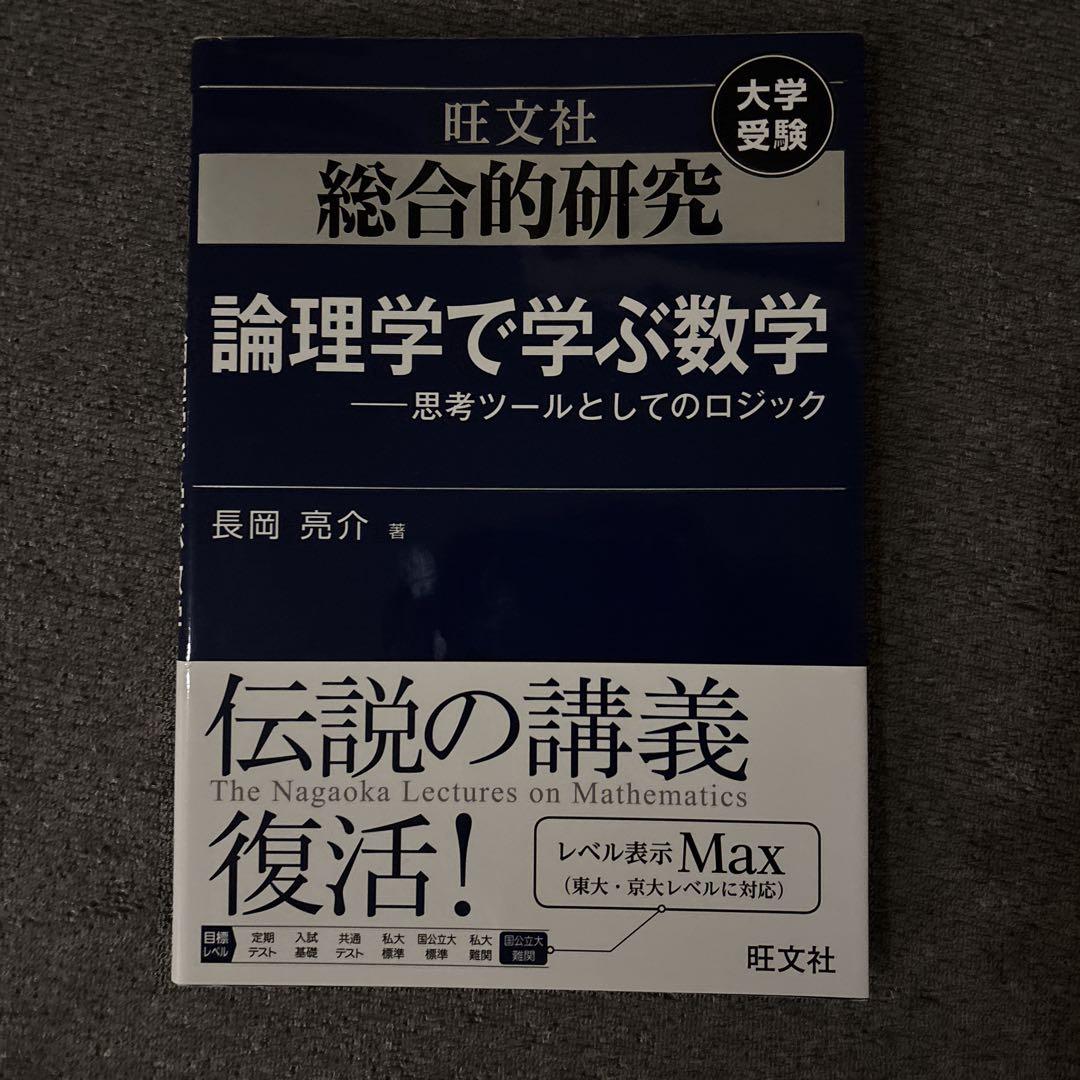 大学
受験
旺文社
総合的研究
論理学で学ぶ数学
――思考ツールとしてのロジック
長岡 亮介 著
伝説の講義
The Nagaoka Lectures on Mathematics
復活!
レベル表示 Max
(東大・京大レベルに対応)
目標レベル
定期テスト
入試基礎
共通テスト
私大標準
国公立大標準
私大難関
国公立大難関
旺文社